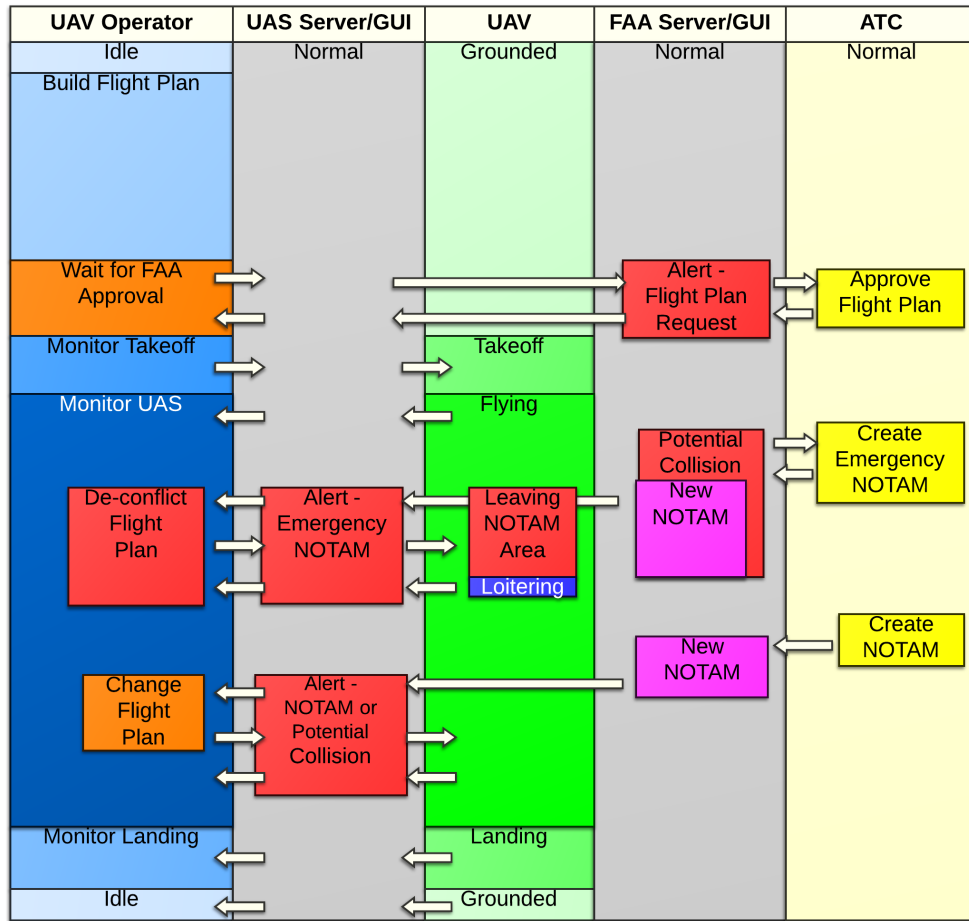 UAV Operator
UAS Server/GUI
UAV
FAA Server/GUI
ATC
Idle
Normal
Grounded
Normal
Normal
Build Flight Plan
Wait for FAA
Approval
Alert -
Flight Plan
Request
Approve
Flight Plan
Monitor Takeoff
Takeoff
Monitor UAS
Flying
Potential
Collision
Create
Emergency
NOTAM
De-conflict
Flight
Plan
Alert -
Emergency
NOTAM
Leaving
NOTAM
Area
Loitering
New
NOTAM
Create
NOTAM
New
NOTAM
Change
Flight
Plan
Alert -
NOTAM or
Potential
Collision
Monitor Landing
Landing
Idle
Grounded